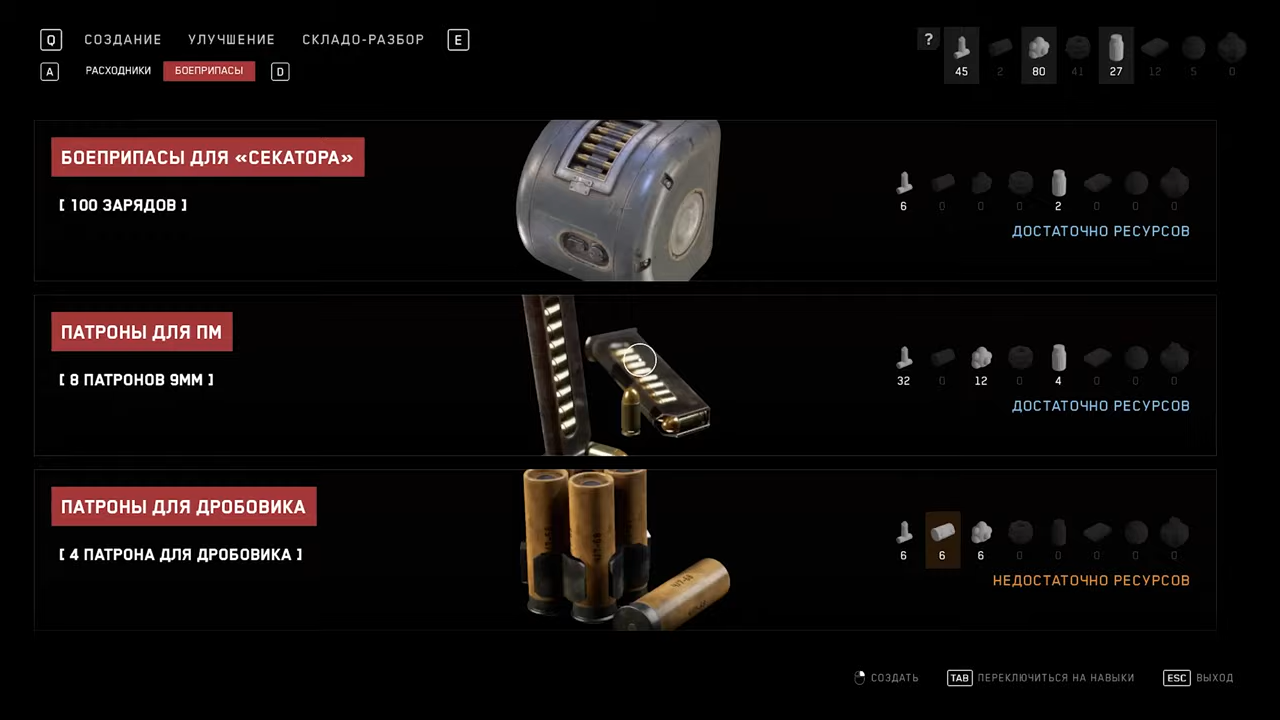 Q СОЗДАНИЕ УЛУЧШЕНИЕ СКЛАДО-РАЗБОР E
A РАСХОДНИКИ БОЕПРИПАСЫ D
?
45 2 80 41 27 12 5 0
БОЕПРИПАСЫ ДЛЯ «СЕКАТОРА»
[ 100 ЗАРЯДОВ ]
6 0 0 0 2 0 0 0
ДОСТАТОЧНО РЕСУРСОВ
ПАТРОНЫ ДЛЯ ПМ
[ 8 ПАТРОНОВ 9ММ ]
32 0 12 0 4 0 0 0
ДОСТАТОЧНО РЕСУРСОВ
ПАТРОНЫ ДЛЯ ДРОБОВИКА
[ 4 ПАТРОНА ДЛЯ ДРОБОВИКА ]
6 6 6 0 0 0 0 0
НЕДОСТАТОЧНО РЕСУРСОВ
СОЗДАТЬ TAB ПЕРЕКЛЮЧИТЬСЯ НА НАВЫКИ ESC ВЫХОД